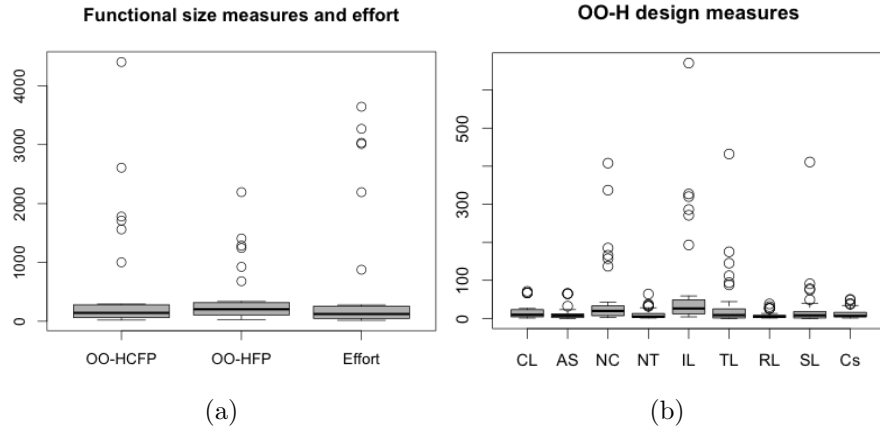 Functional size measures and effort
4000
3000
2000
1000
0
OO-HCFP OO-HFP Effort
(a)
OO-H design measures
500
300
100
0
CL AS NC NT IL TL RL SL Cs
(b)